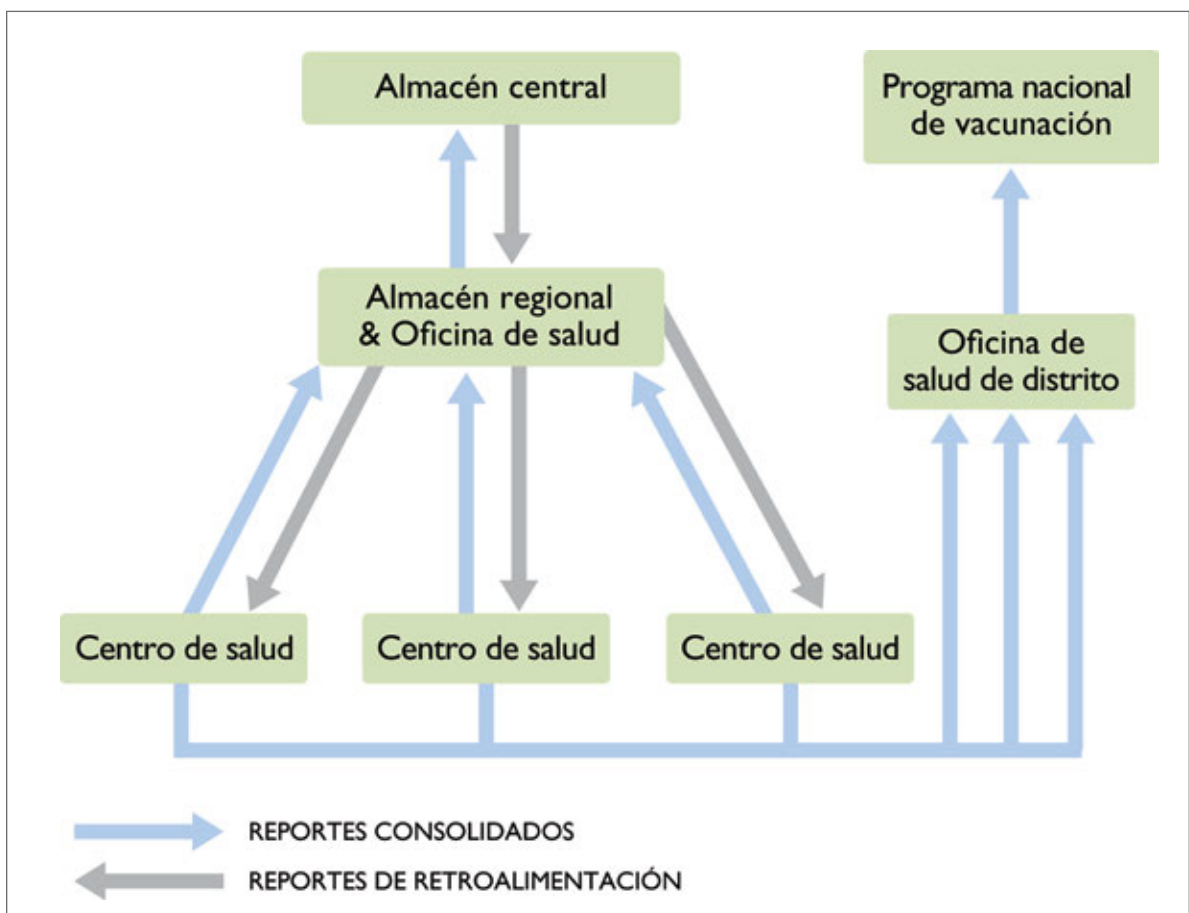 Almacén central
Programa nacional
de vacunación
Almacén regional
& Oficina de salud
Oficina de
salud de distrito
Centro de salud
Centro de salud
Centro de salud
REPORTES CONSOLIDADOS
REPORTES DE RETROALIMENTACIÓN